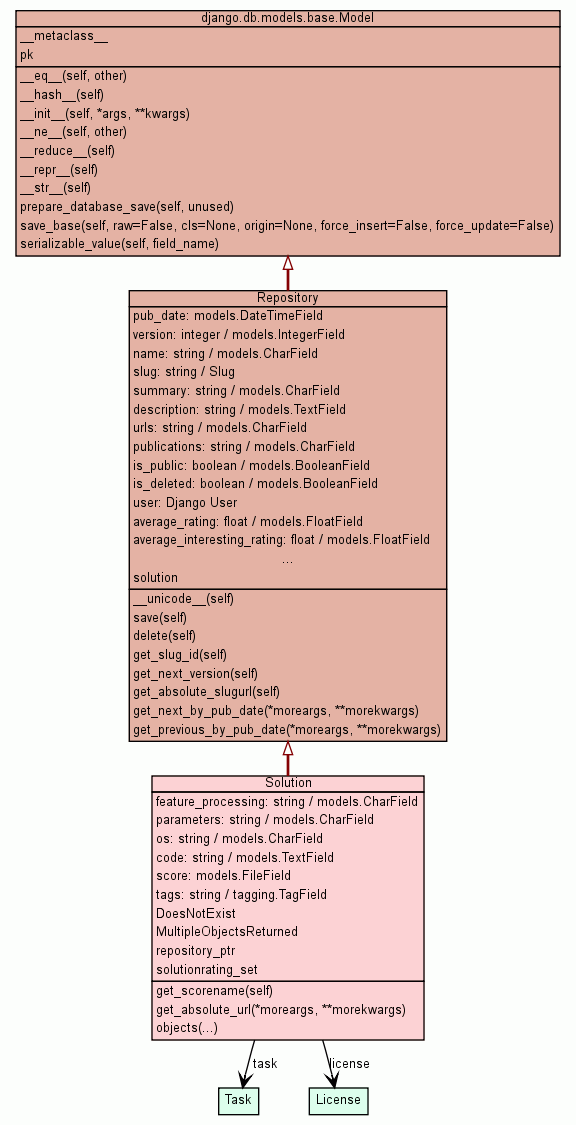 django.db.models.base.Model
__metaclass__
pk
__eq__(self, other)
__hash__(self)
__init__(self, *args, **kwargs)
__ne__(self, other)
__reduce__(self)
__repr__(self)
__str__(self)
prepare_database_save(self, unused)
save_base(self, raw=False, cls=None, origin=None, force_insert=False, force_update=False)
serializable_value(self, field_name)
Repository
pub_date: models.DateTimeField
version: integer / models.IntegerField
name: string / models.CharField
slug: string / Slug
summary: string / models.CharField
description: string / models.TextField
urls: string / models.CharField
publications: string / models.CharField
is_public: boolean / models.BooleanField
is_deleted: boolean / models.BooleanField
user: Django User
average_rating: float / models.FloatField
average_interesting_rating: float / models.FloatField
...
solution
__unicode__(self)
save(self)
delete(self)
get_slug_id(self)
get_next_version(self)
get_absolute_slugurl(self)
get_next_by_pub_date(*moreargs, **morekwargs)
get_previous_by_pub_date(*moreargs, **morekwargs)
Solution
feature_processing: string / models.CharField
parameters: string / models.CharField
os: string / models.CharField
code: string / models.TextField
score: models.FileField
tags: string / tagging.TagField
DoesNotExist
MultipleObjectsReturned
repository_ptr
solutionrating_set
get_scorename(self)
get_absolute_url(*moreargs, **morekwargs)
objects(...)
task license
Task License